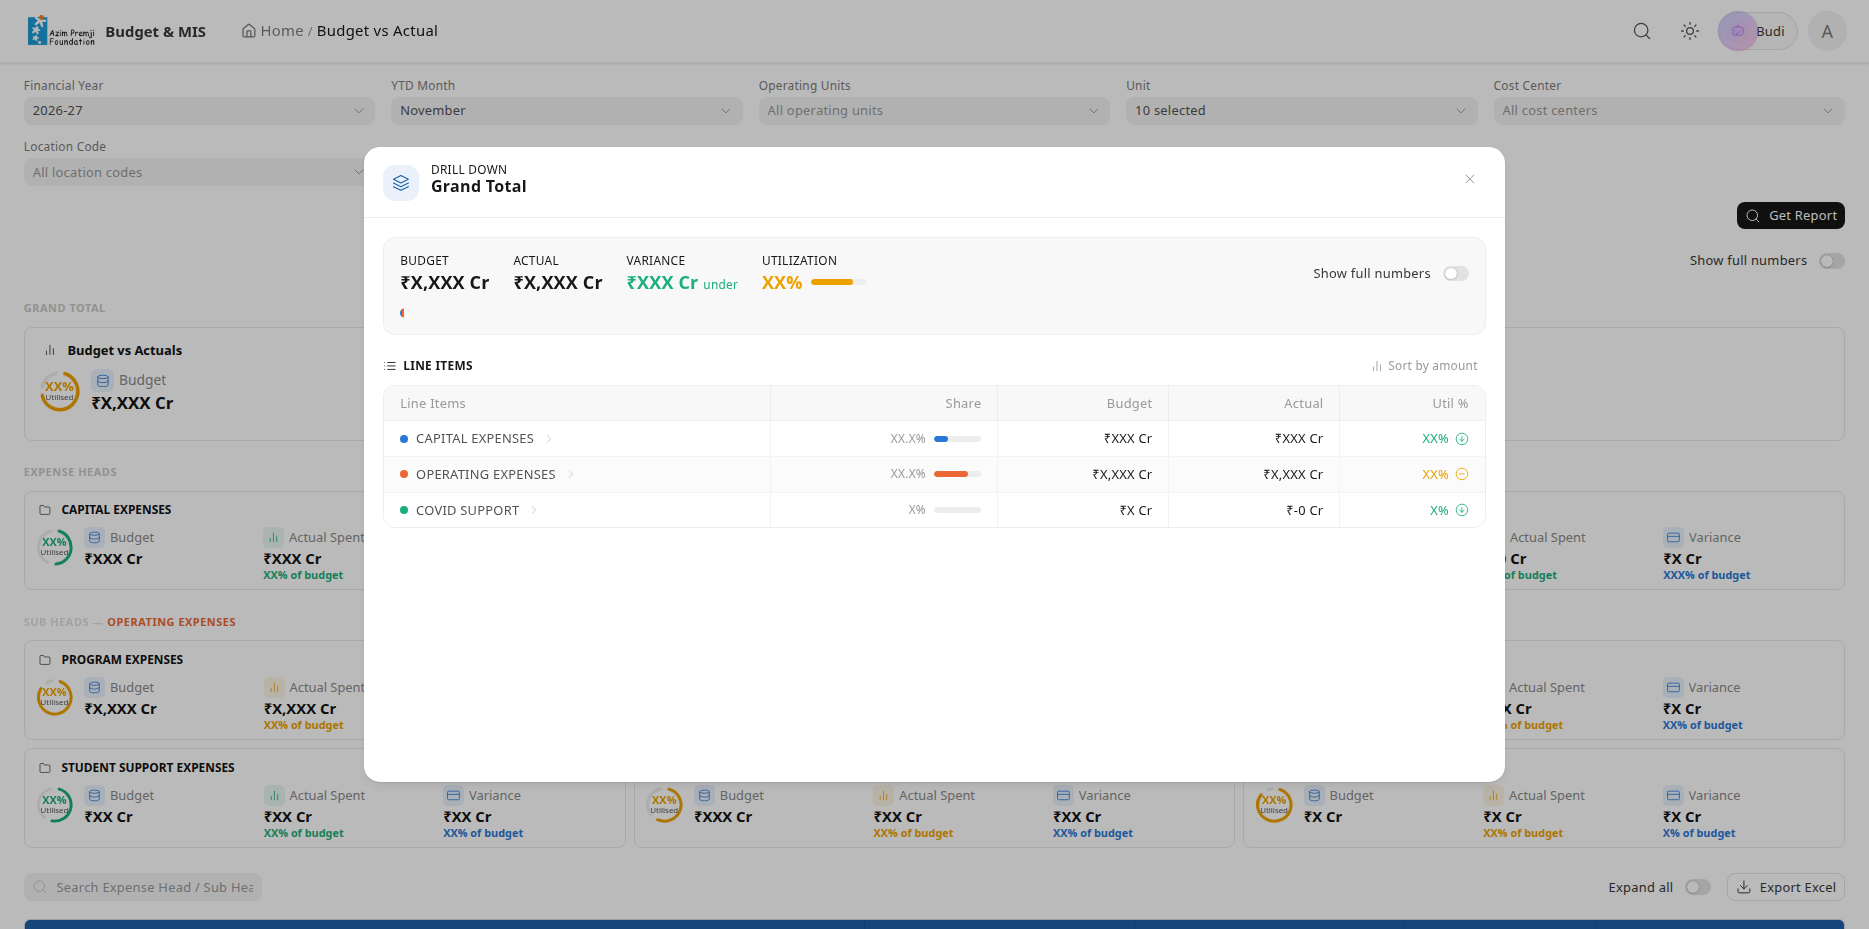 Azim Premji
Foundation
Budget & MIS
Home / Budget vs Actual
Budi
A
Financial Year
YTD Month
Operating Units
Unit
Cost Center
2026-27
November
All operating units
10 selected
All cost centers
Location Code
All location codes
Get Report
Show full numbers
DRILL DOWN
Grand Total
BUDGET
ACTUAL
VARIANCE
UTILIZATION
₹X,XXX Cr
₹X,XXX Cr
₹XXX Cr under
XX%
Show full numbers
LINE ITEMS
Sort by amount
Line Items
Share
Budget
Actual
Util %
CAPITAL EXPENSES
XX.X%
₹XXX Cr
₹XXX Cr
XX%
OPERATING EXPENSES
XX.X%
₹X,XXX Cr
₹X,XXX Cr
XX%
COVID SUPPORT
X%
₹X Cr
₹-0 Cr
X%
GRAND TOTAL
Budget vs Actuals
XX%
Utilised
Budget
₹X,XXX Cr
EXPENSE HEADS
CAPITAL EXPENSES
XX%
Utilised
Budget
₹XXX Cr
Actual Spent
₹XXX Cr
XX% of budget
Actual Spent
Cr
of budget
Variance
₹X Cr
XXX% of budget
SUB HEADS — OPERATING EXPENSES
PROGRAM EXPENSES
XX%
Utilised
Budget
₹X,XXX Cr
Actual Spent
₹X,XXX Cr
XX% of budget
Actual Spent
X Cr
of budget
Variance
₹X Cr
XX% of budget
STUDENT SUPPORT EXPENSES
XX%
Utilised
Budget
₹XX Cr
Actual Spent
₹XX Cr
XX% of budget
Variance
₹XX Cr
XX% of budget
XX%
Utilised
Budget
₹XXX Cr
Actual Spent
₹XX Cr
XX% of budget
Variance
₹XX Cr
XX% of budget
XX%
Utilised
Budget
₹X Cr
Actual Spent
₹X Cr
XX% of budget
Variance
₹X Cr
X% of budget
Search Expense Head / Sub Hea
Expand all
Export Excel